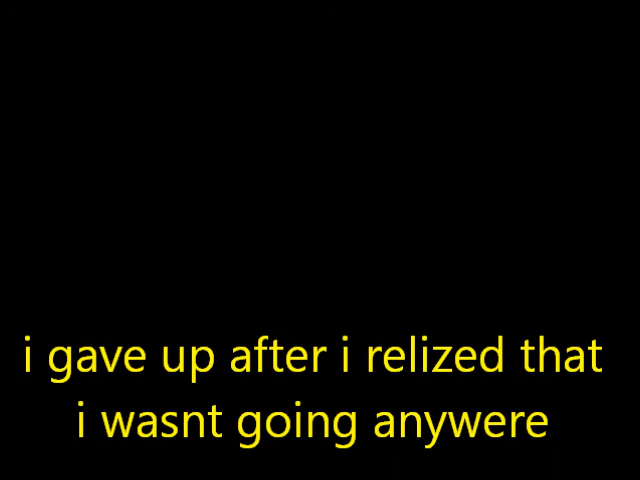 i gave up after i relized that
i wasnt going anywere